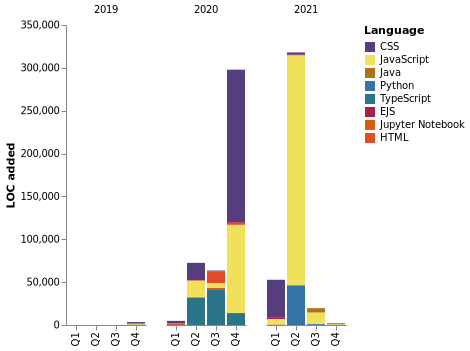 2019 2020 2021
Language
CSS
JavaScript
Java
Python
TypeScript
EJS
Jupyter Notebook
HTML
LOC added
350,000
300,000
250,000
200,000
150,000
100,000
50,000
0
Q1 Q2 Q3 Q4 Q1 Q2 Q3 Q4 Q1 Q2 Q3 Q4